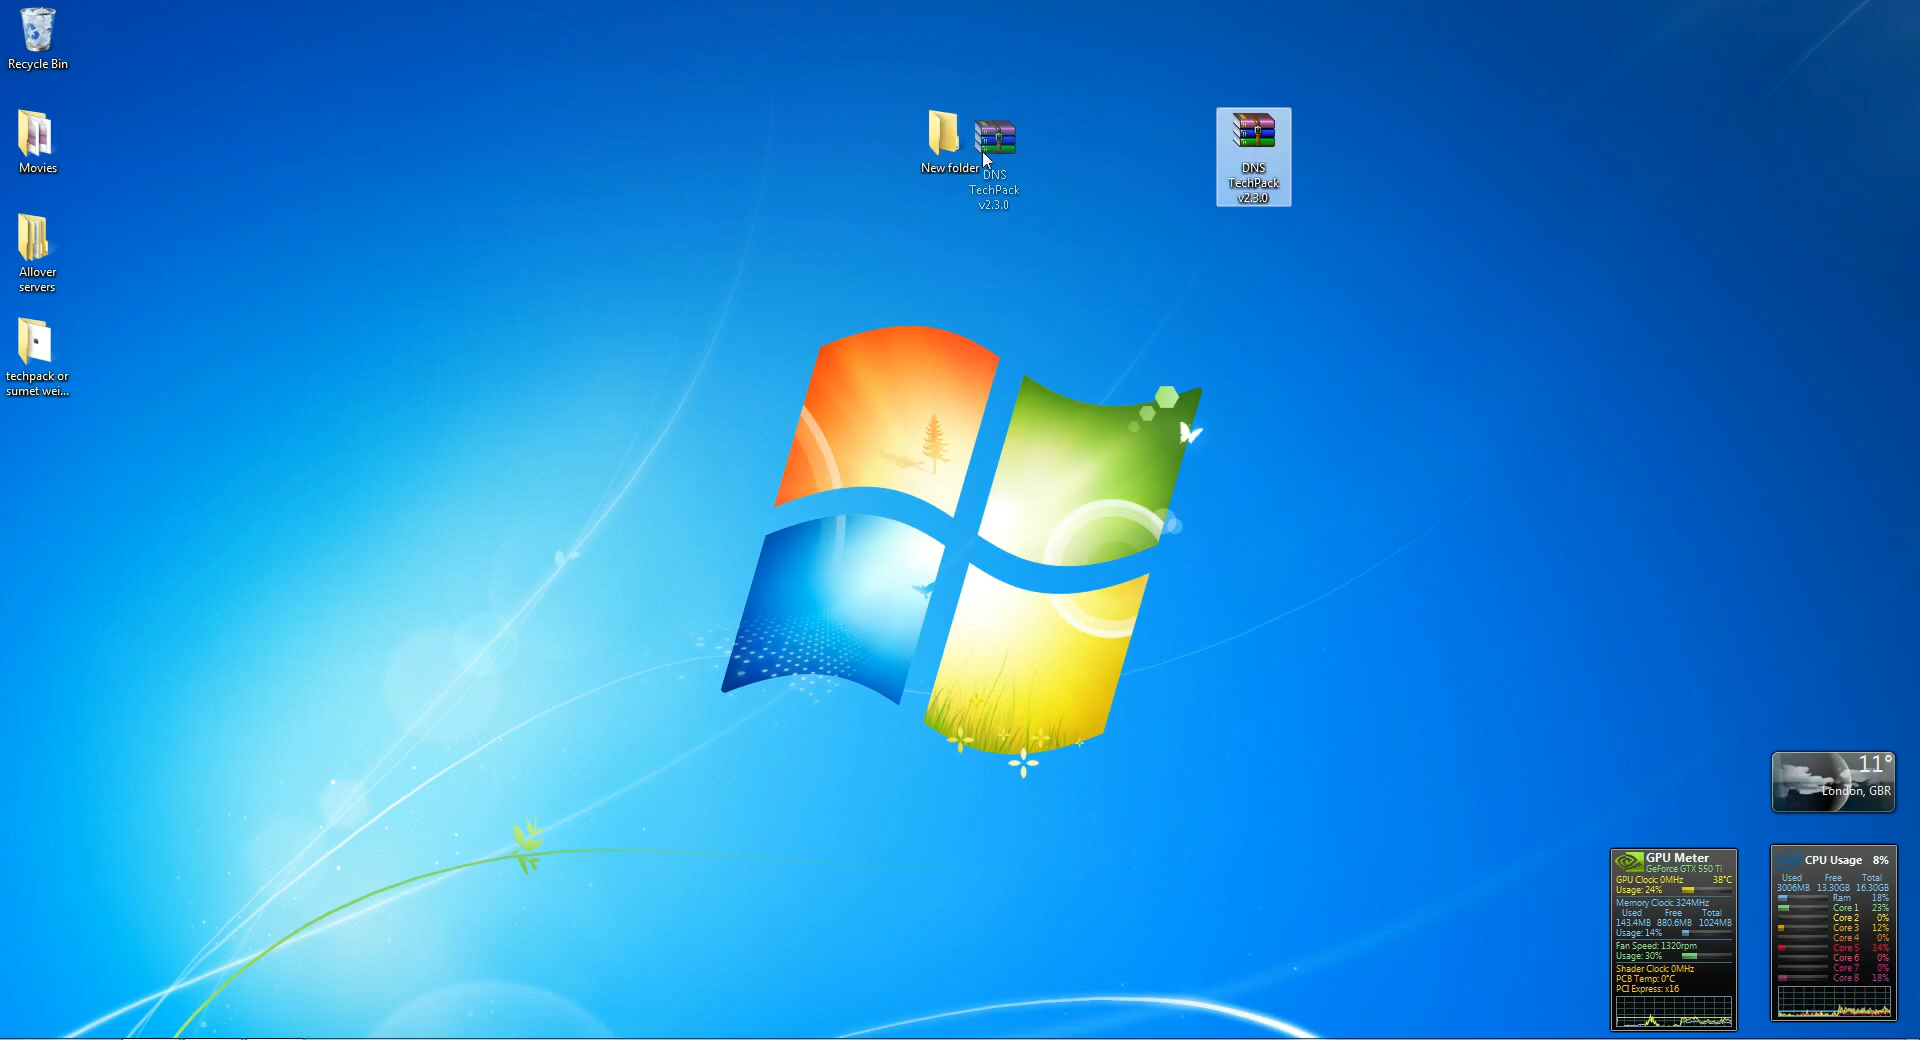 Recycle Bin
Movies
Allover
servers
techpack or
sumet wei...
New folder
DNS
TechPack
v2.3.0
DNS
TechPack
v2.3.0
11°
London, GBR
GPU Meter
GeForce GTX 550 Ti
GPU Clock: 0MHz 38°C
Usage: 24%
Memory Clock: 324MHz
Used Free Total
143.4MB 880.6MB 1024MB
Usage: 14%
Fan Speed: 1320rpm
Usage: 30%
Shader Clock: 0MHz
PCB Temp: 0°C
PCI Express: x16
CPU Usage 8%
Used Free Total
3006MB 13.30GB 16.30GB
Ram 18%
Core 1 23%
Core 2 0%
Core 3 12%
Core 4 0%
Core 5 14%
Core 6 0%
Core 7 0%
Core 8 18%